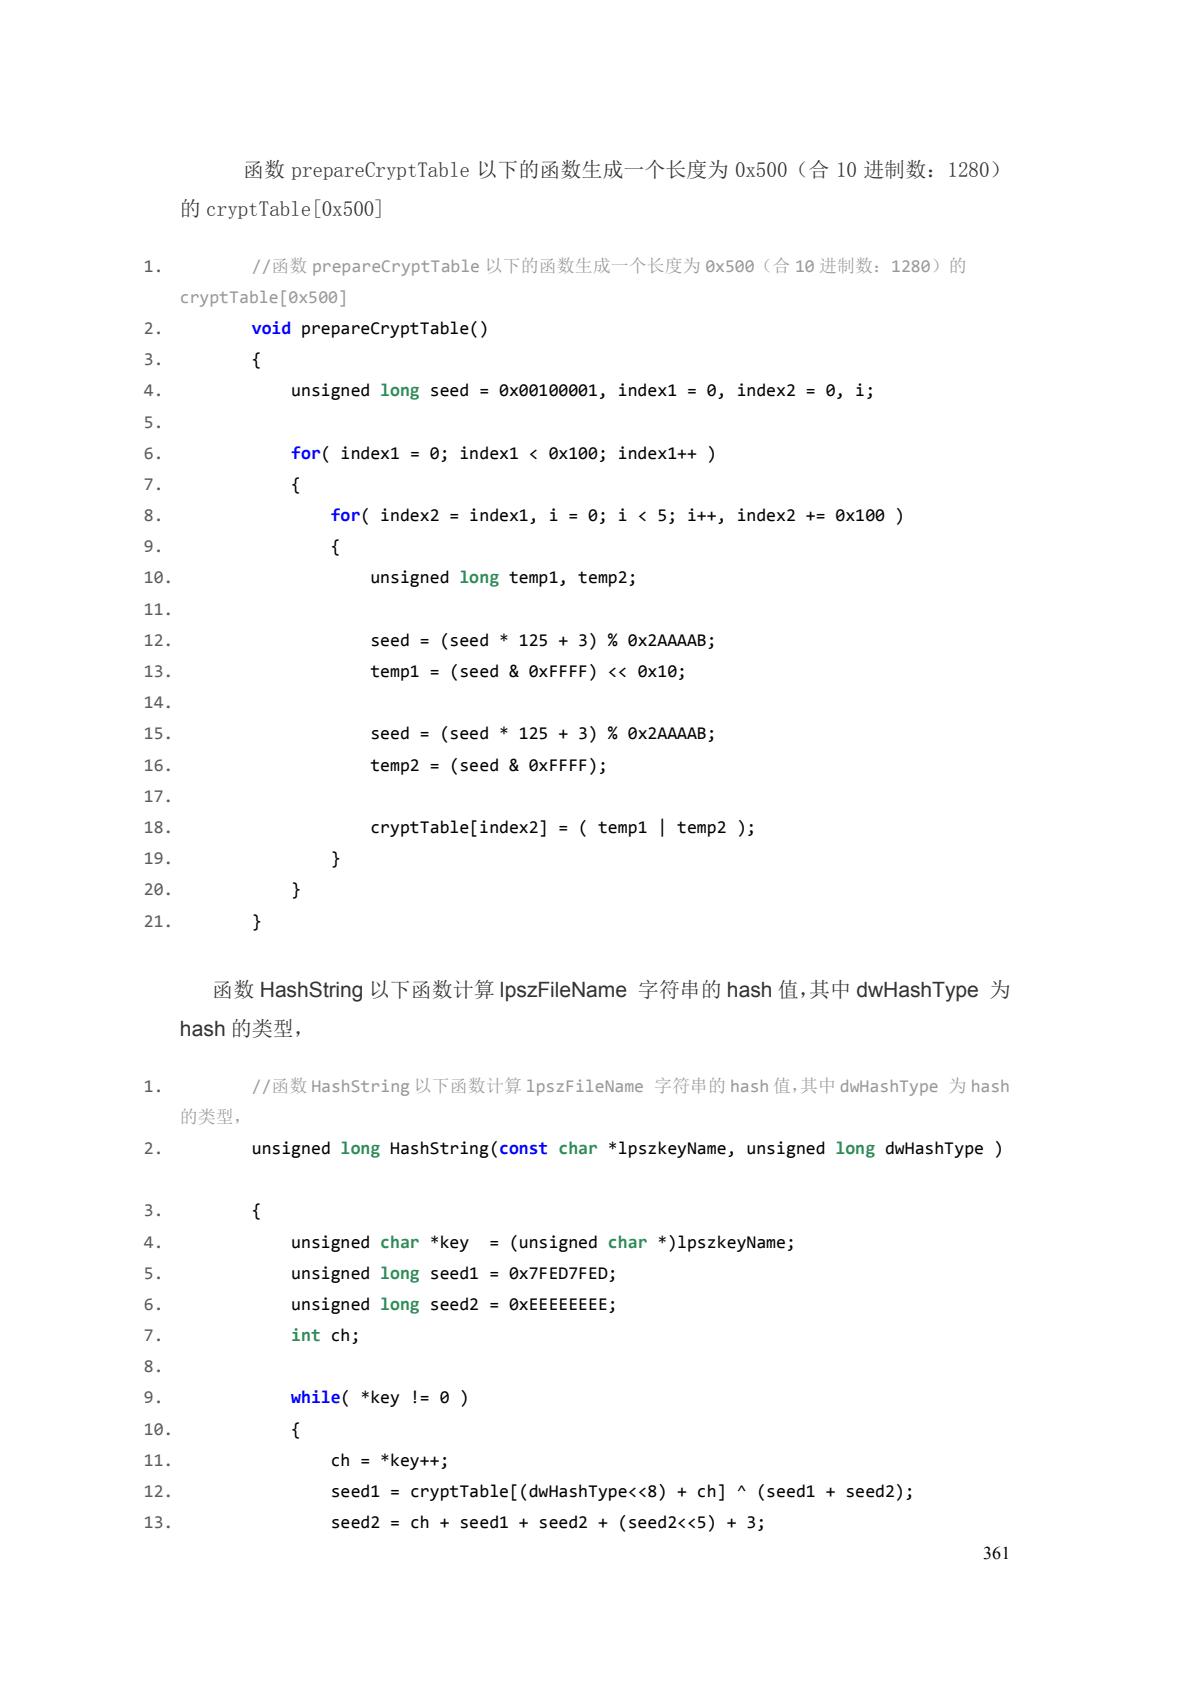 函数 prepareCryptTable 以下的函数生成一个长度为 0x500（合 10 进制数：1280）
的 cryptTable[0x500]
1. //函数 prepareCryptTable 以下的函数生成一个长度为 0x500（合 10 进制数：1280）的
cryptTable[0x500]
2. void prepareCryptTable()
3. {
4. unsigned long seed = 0x00100001, index1 = 0, index2 = 0, i;
5.
6. for( index1 = 0; index1 < 0x100; index1++ )
7. {
8. for( index2 = index1, i = 0; i < 5; i++, index2 += 0x100 )
9. {
10. unsigned long temp1, temp2;
11.
12. seed = (seed * 125 + 3) % 0x2AAAAB;
13. temp1 = (seed & 0xFFFF) << 0x10;
14.
15. seed = (seed * 125 + 3) % 0x2AAAAB;
16. temp2 = (seed & 0xFFFF);
17.
18. cryptTable[index2] = ( temp1 | temp2 );
19. }
20. }
21. }
函数 HashString 以下函数计算 lpszFileName 字符串的 hash 值，其中 dwHashType 为
hash 的类型，
1. //函数 HashString 以下函数计算 lpszFileName 字符串的 hash 值，其中 dwHashType 为 hash
的类型，
2. unsigned long HashString(const char *lpszkeyName, unsigned long dwHashType )
3. {
4. unsigned char *key  = (unsigned char *)lpszkeyName;
5. unsigned long seed1 = 0x7FED7FED;
6. unsigned long seed2 = 0xEEEEEEEE;
7. int ch;
8.
9. while( *key != 0 )
10. {
11. ch = *key++;
12. seed1 = cryptTable[(dwHashType<<8) + ch] ^ (seed1 + seed2);
13. seed2 = ch + seed1 + seed2 + (seed2<<5) + 3;
361